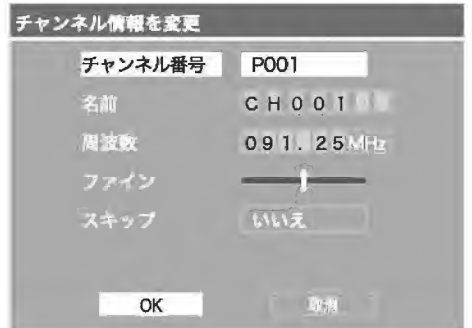 チャンネル情報を変更
チャンネル番号 P001
名前 CH001
周波数 091.25MHz
ファイン
スキップ いいえ
OK 取消